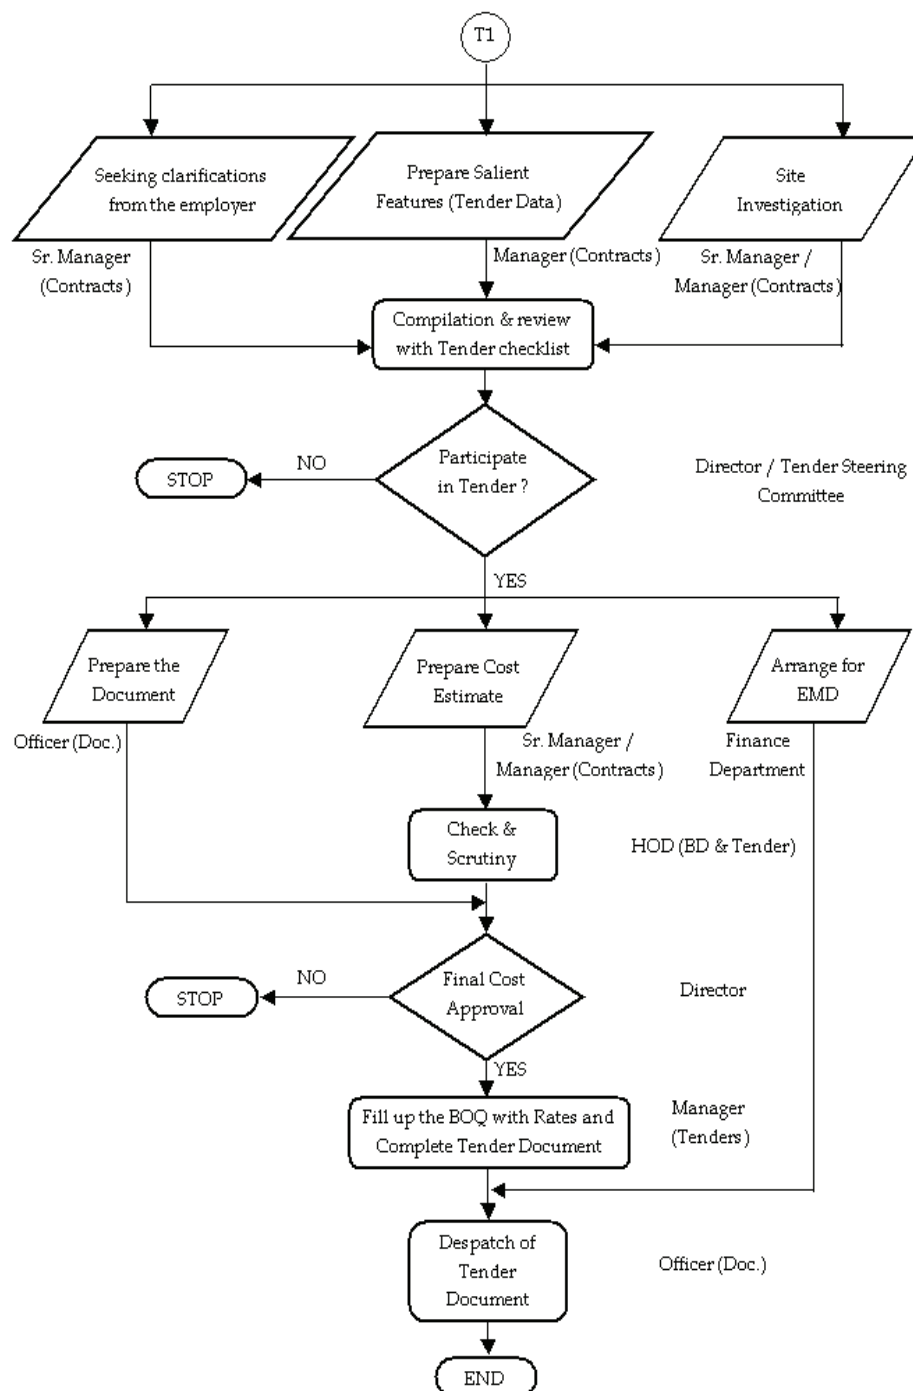 T1
Seeking clarifications
from the employer
Prepare Salient
Features (Tender Data)
Site
Investigation
Sr. Manager
(Contracts)
Manager (Contracts)
Sr. Manager /
Manager (Contracts)
Compilation & review
with Tender checklist
Participate
in Tender ?
NO
STOP
Director / Tender Steering
Committee
YES
Prepare the
Document
Prepare Cost
Estimate
Arrange for
EMD
Officer (Doc.)
Sr. Manager /
Manager (Contracts)
Finance
Department
Check &
Scrutiny
HOD (BD & Tender)
Final Cost
Approval
NO
STOP
Director
YES
Fill up the BOQ with Rates and
Complete Tender Document
Manager
(Tenders)
Despatch of
Tender
Document
Officer (Doc.)
END